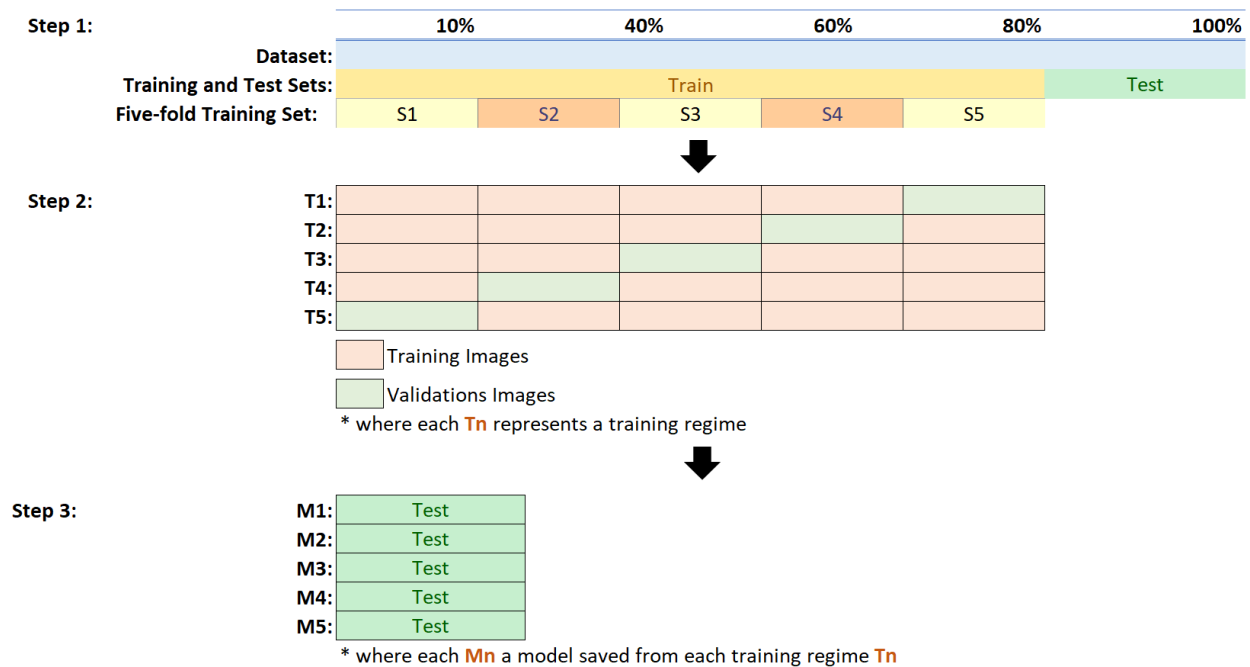 Step 1: 10% 40% 60% 80% 100%
Dataset:
Training and Test Sets: Train Test
Five-fold Training Set: S1 S2 S3 S4 S5
Step 2: T1:
T2:
T3:
T4:
T5:
Training Images
Validations Images
* where each Tn represents a training regime
Step 3: M1: Test
M2: Test
M3: Test
M4: Test
M5: Test
* where each Mn a model saved from each training regime Tn